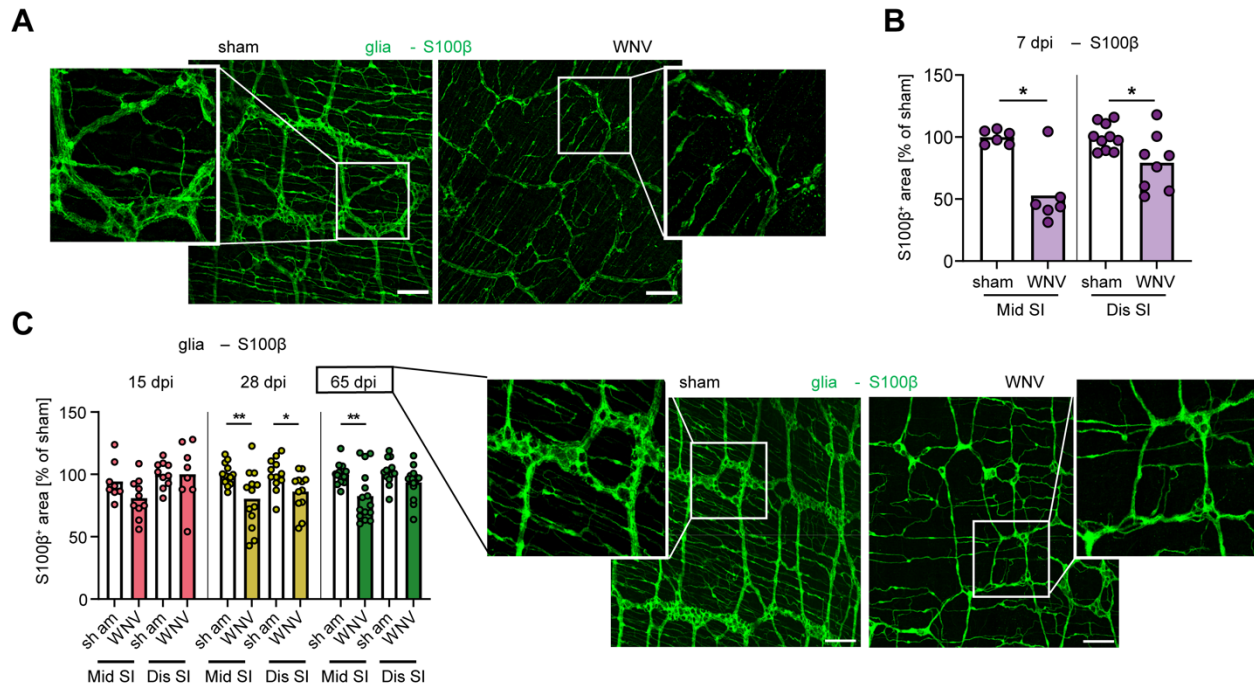 A
sham glia - S100β WNV
B
7 dpi – S100β
S100β⁺ area [% of sham]
150
100
50
0
* *
sham WNV sham WNV
Mid SI Dis SI
C
glia – S100β
15 dpi 28 dpi 65 dpi
S100β⁺ area [% of sham]
150
100
50
0
** * **
sh am WNV sh am WNV sh am WNV sh am WNV sh am WNV sh am WNV
Mid SI Dis SI Mid SI Dis SI Mid SI Dis SI
sham glia - S100β WNV